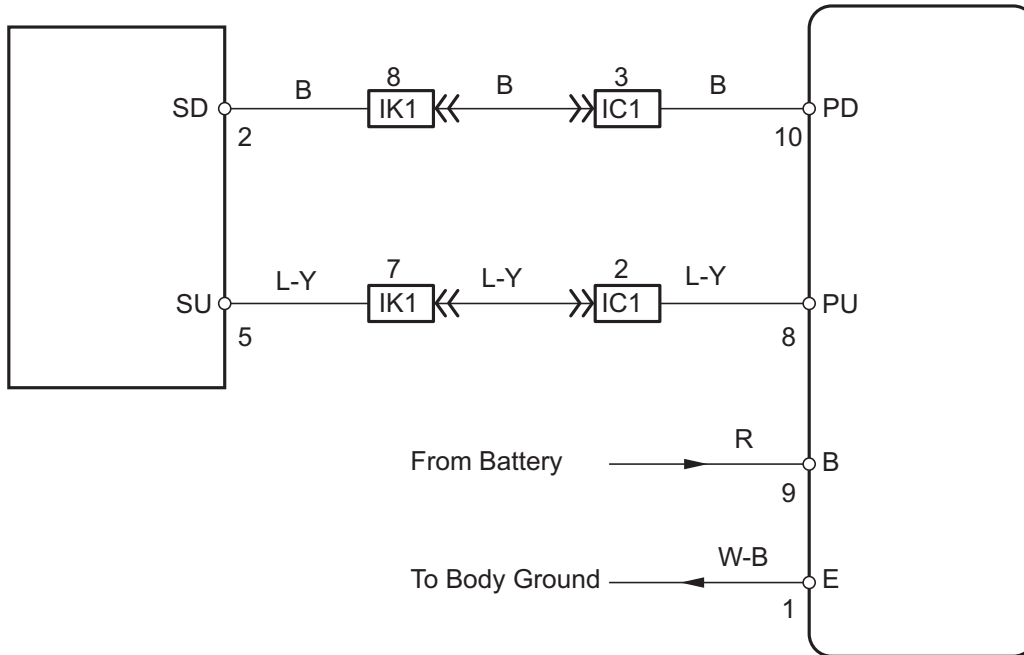 8 3
B B B
SD IK1 IC1 PD
2 10
7 2
L-Y L-Y L-Y
SU IK1 IC1 PU
5 8
R
From Battery B
9
W-B
To Body Ground E
1